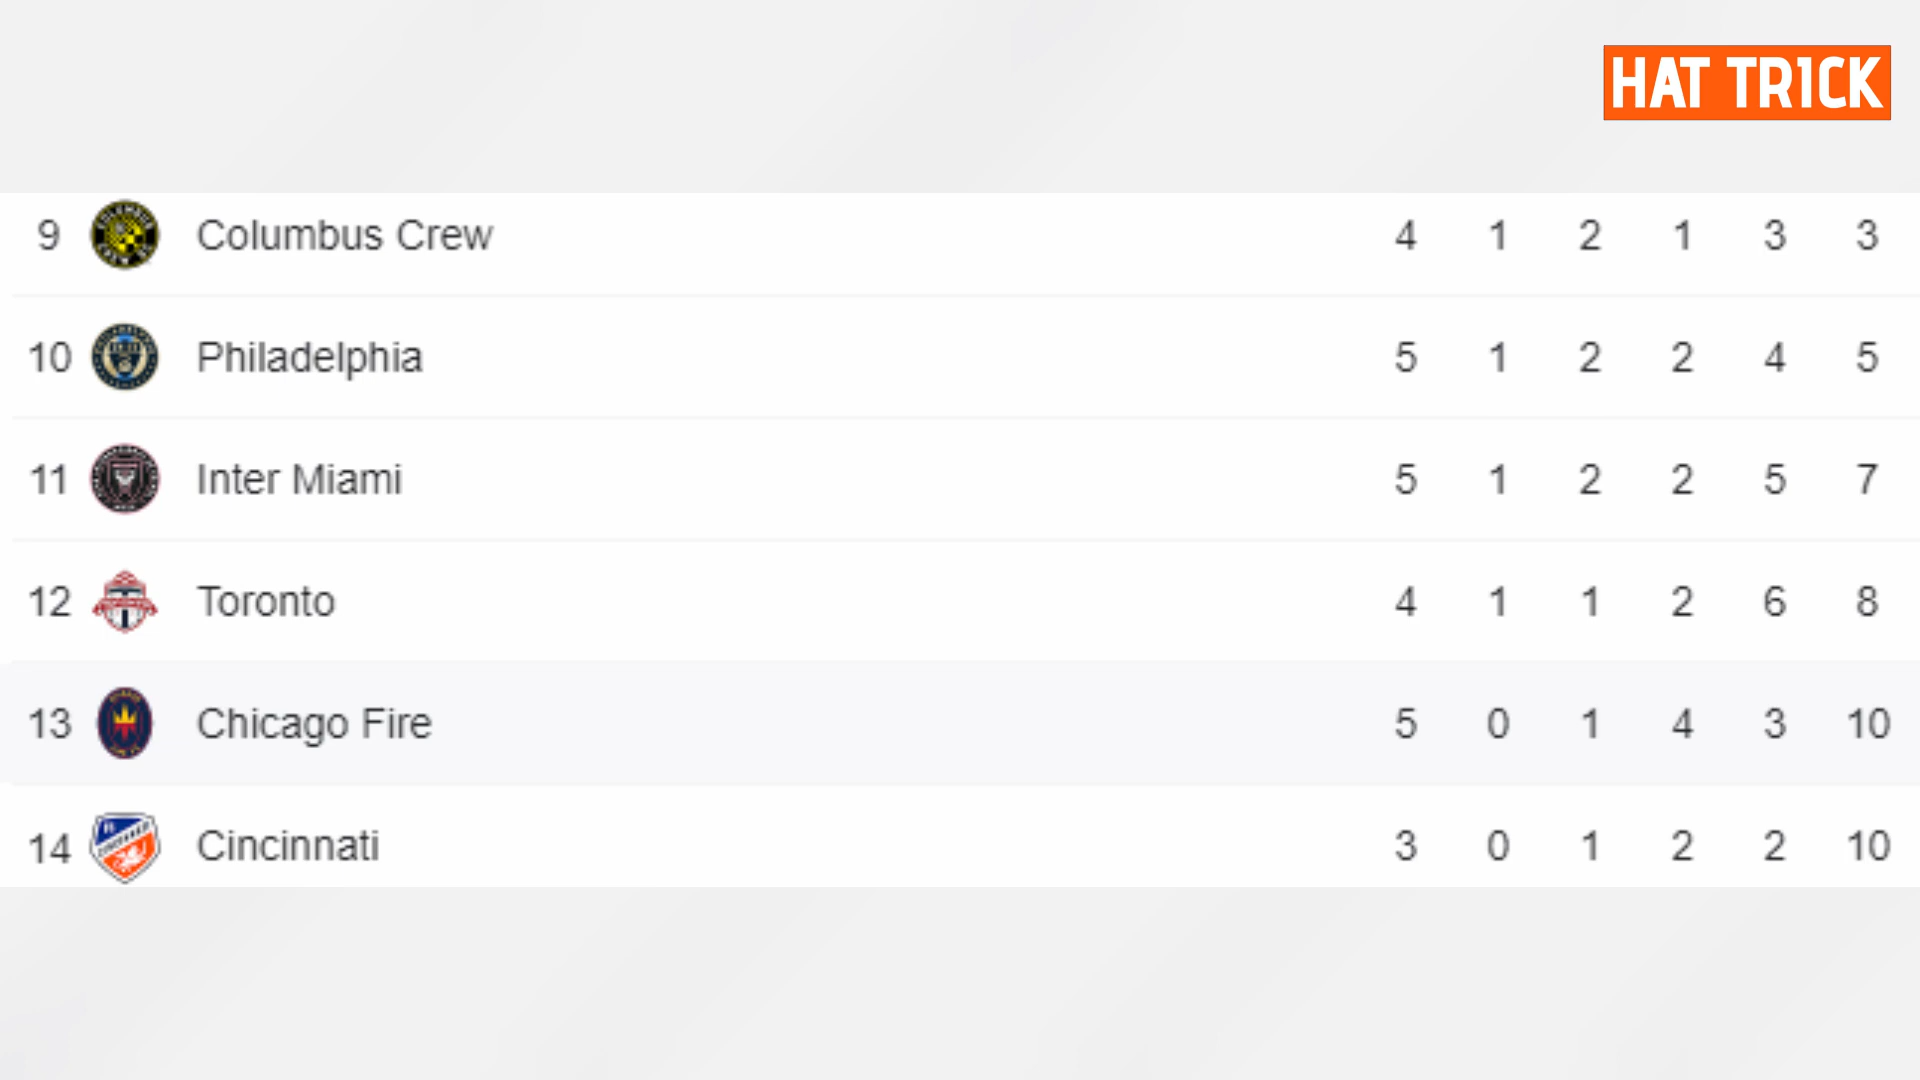 HAT TR1CK
9 Columbus Crew 4 1 2 1 3 3
10 Philadelphia 5 1 2 2 4 5
11 Inter Miami 5 1 2 2 5 7
12 Toronto 4 1 1 2 6 8
13 Chicago Fire 5 0 1 4 3 10
14 Cincinnati 3 0 1 2 2 10